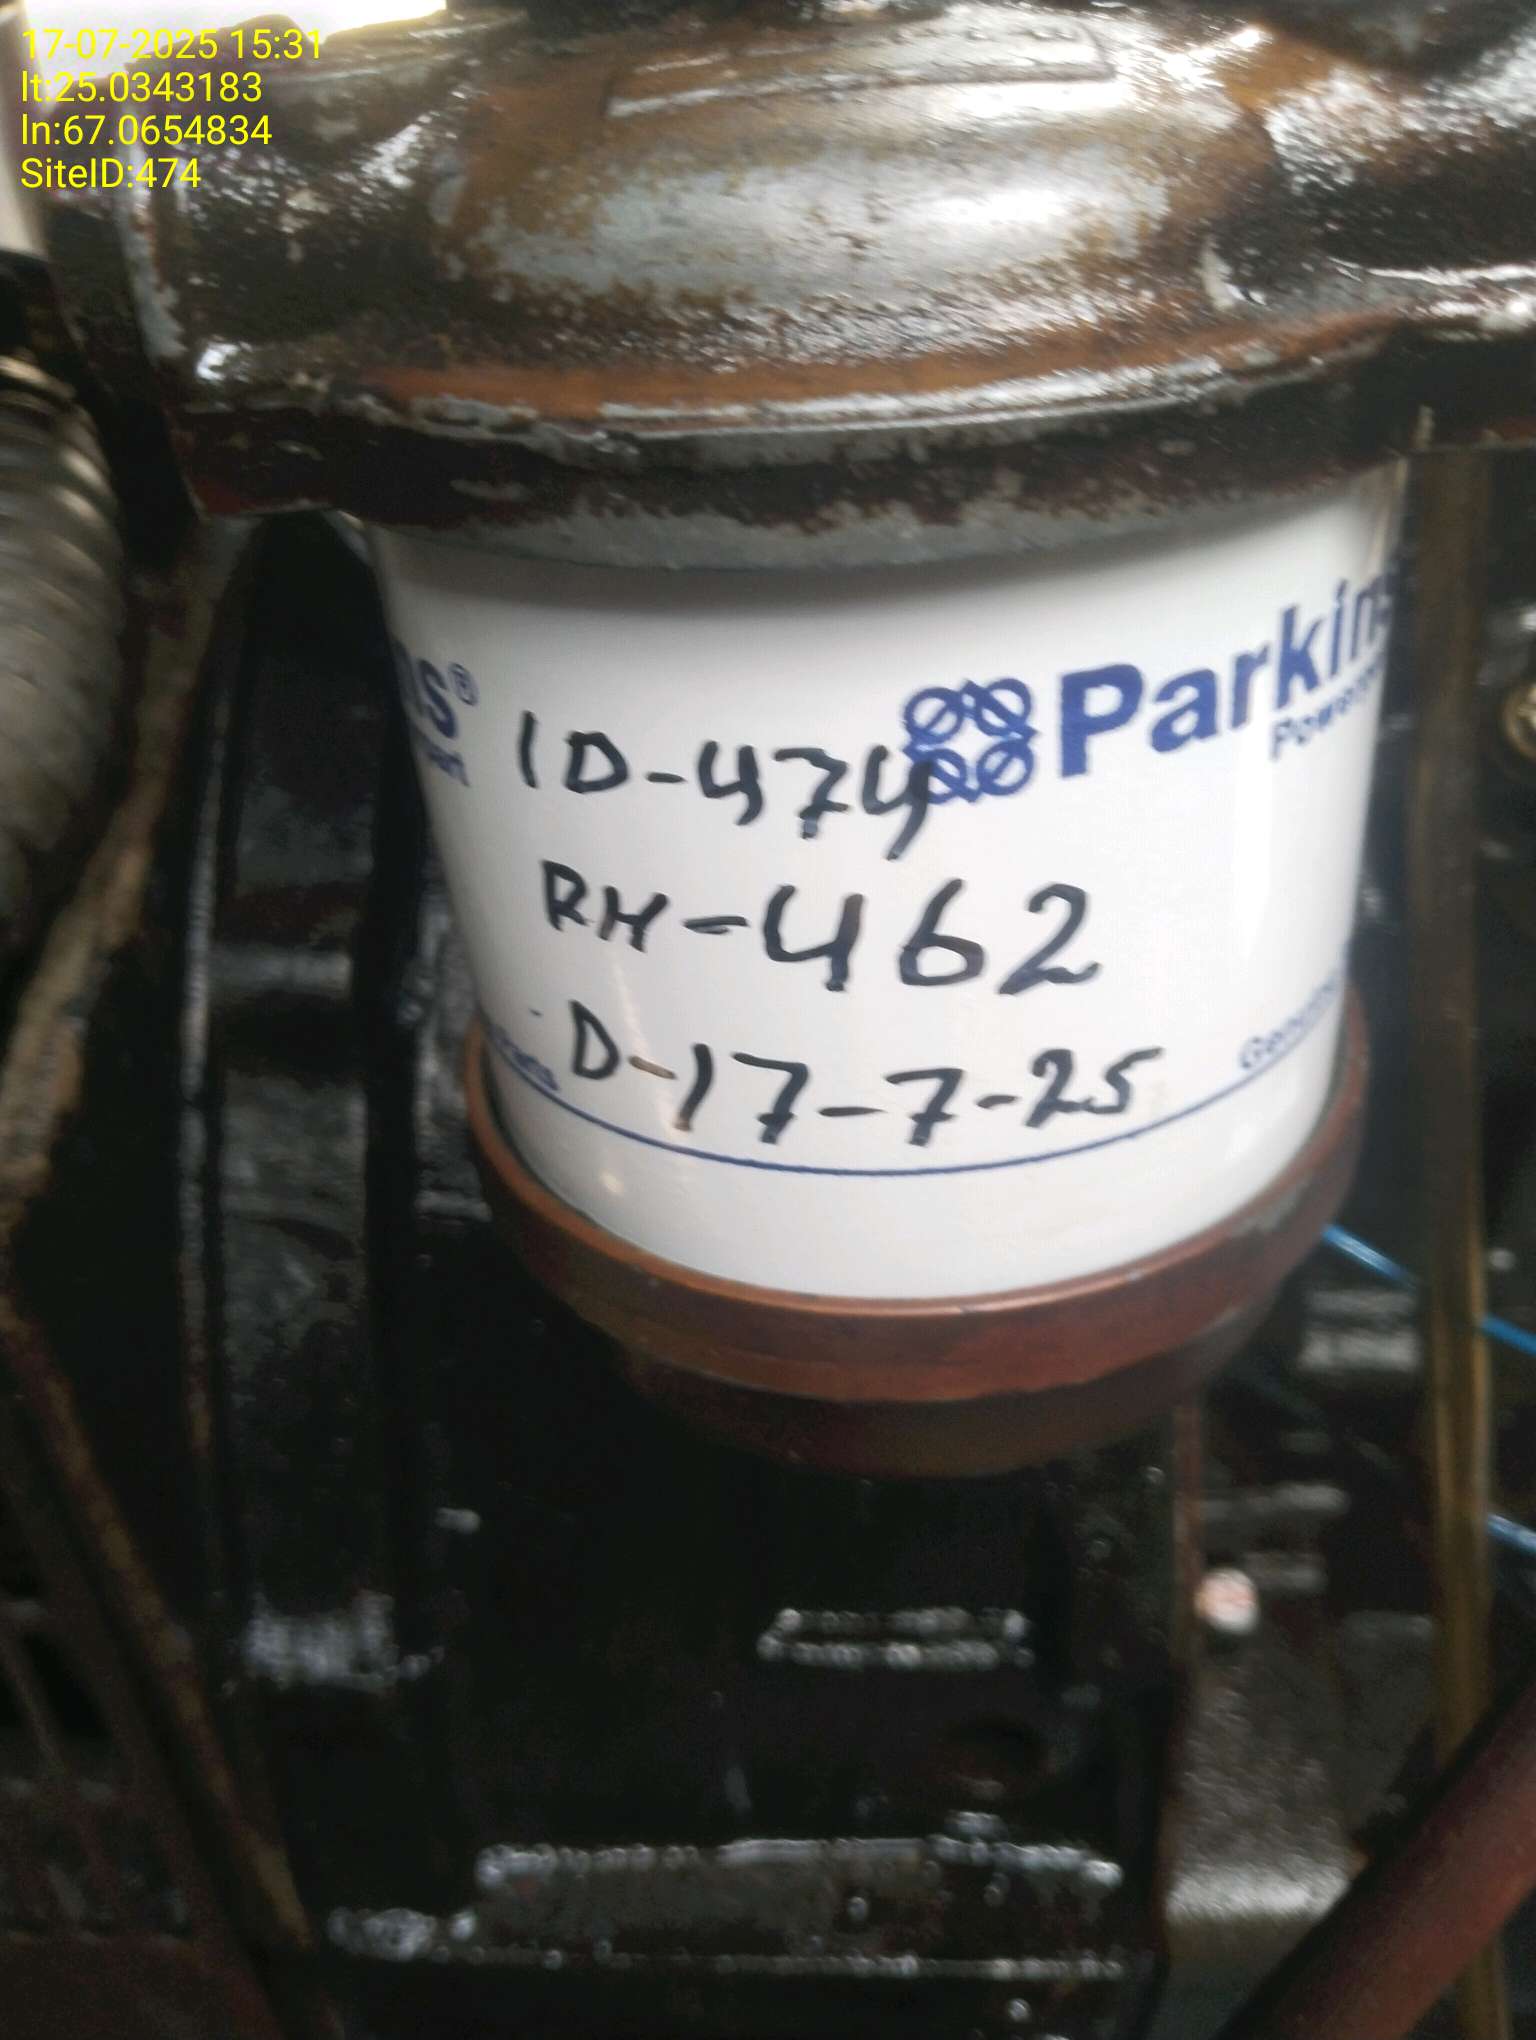 17-07-2025 15:31
lt:25.0343183
ln:67.0654834
SiteID:474
Parkins
ID-474
RH-462
D-17-7-25